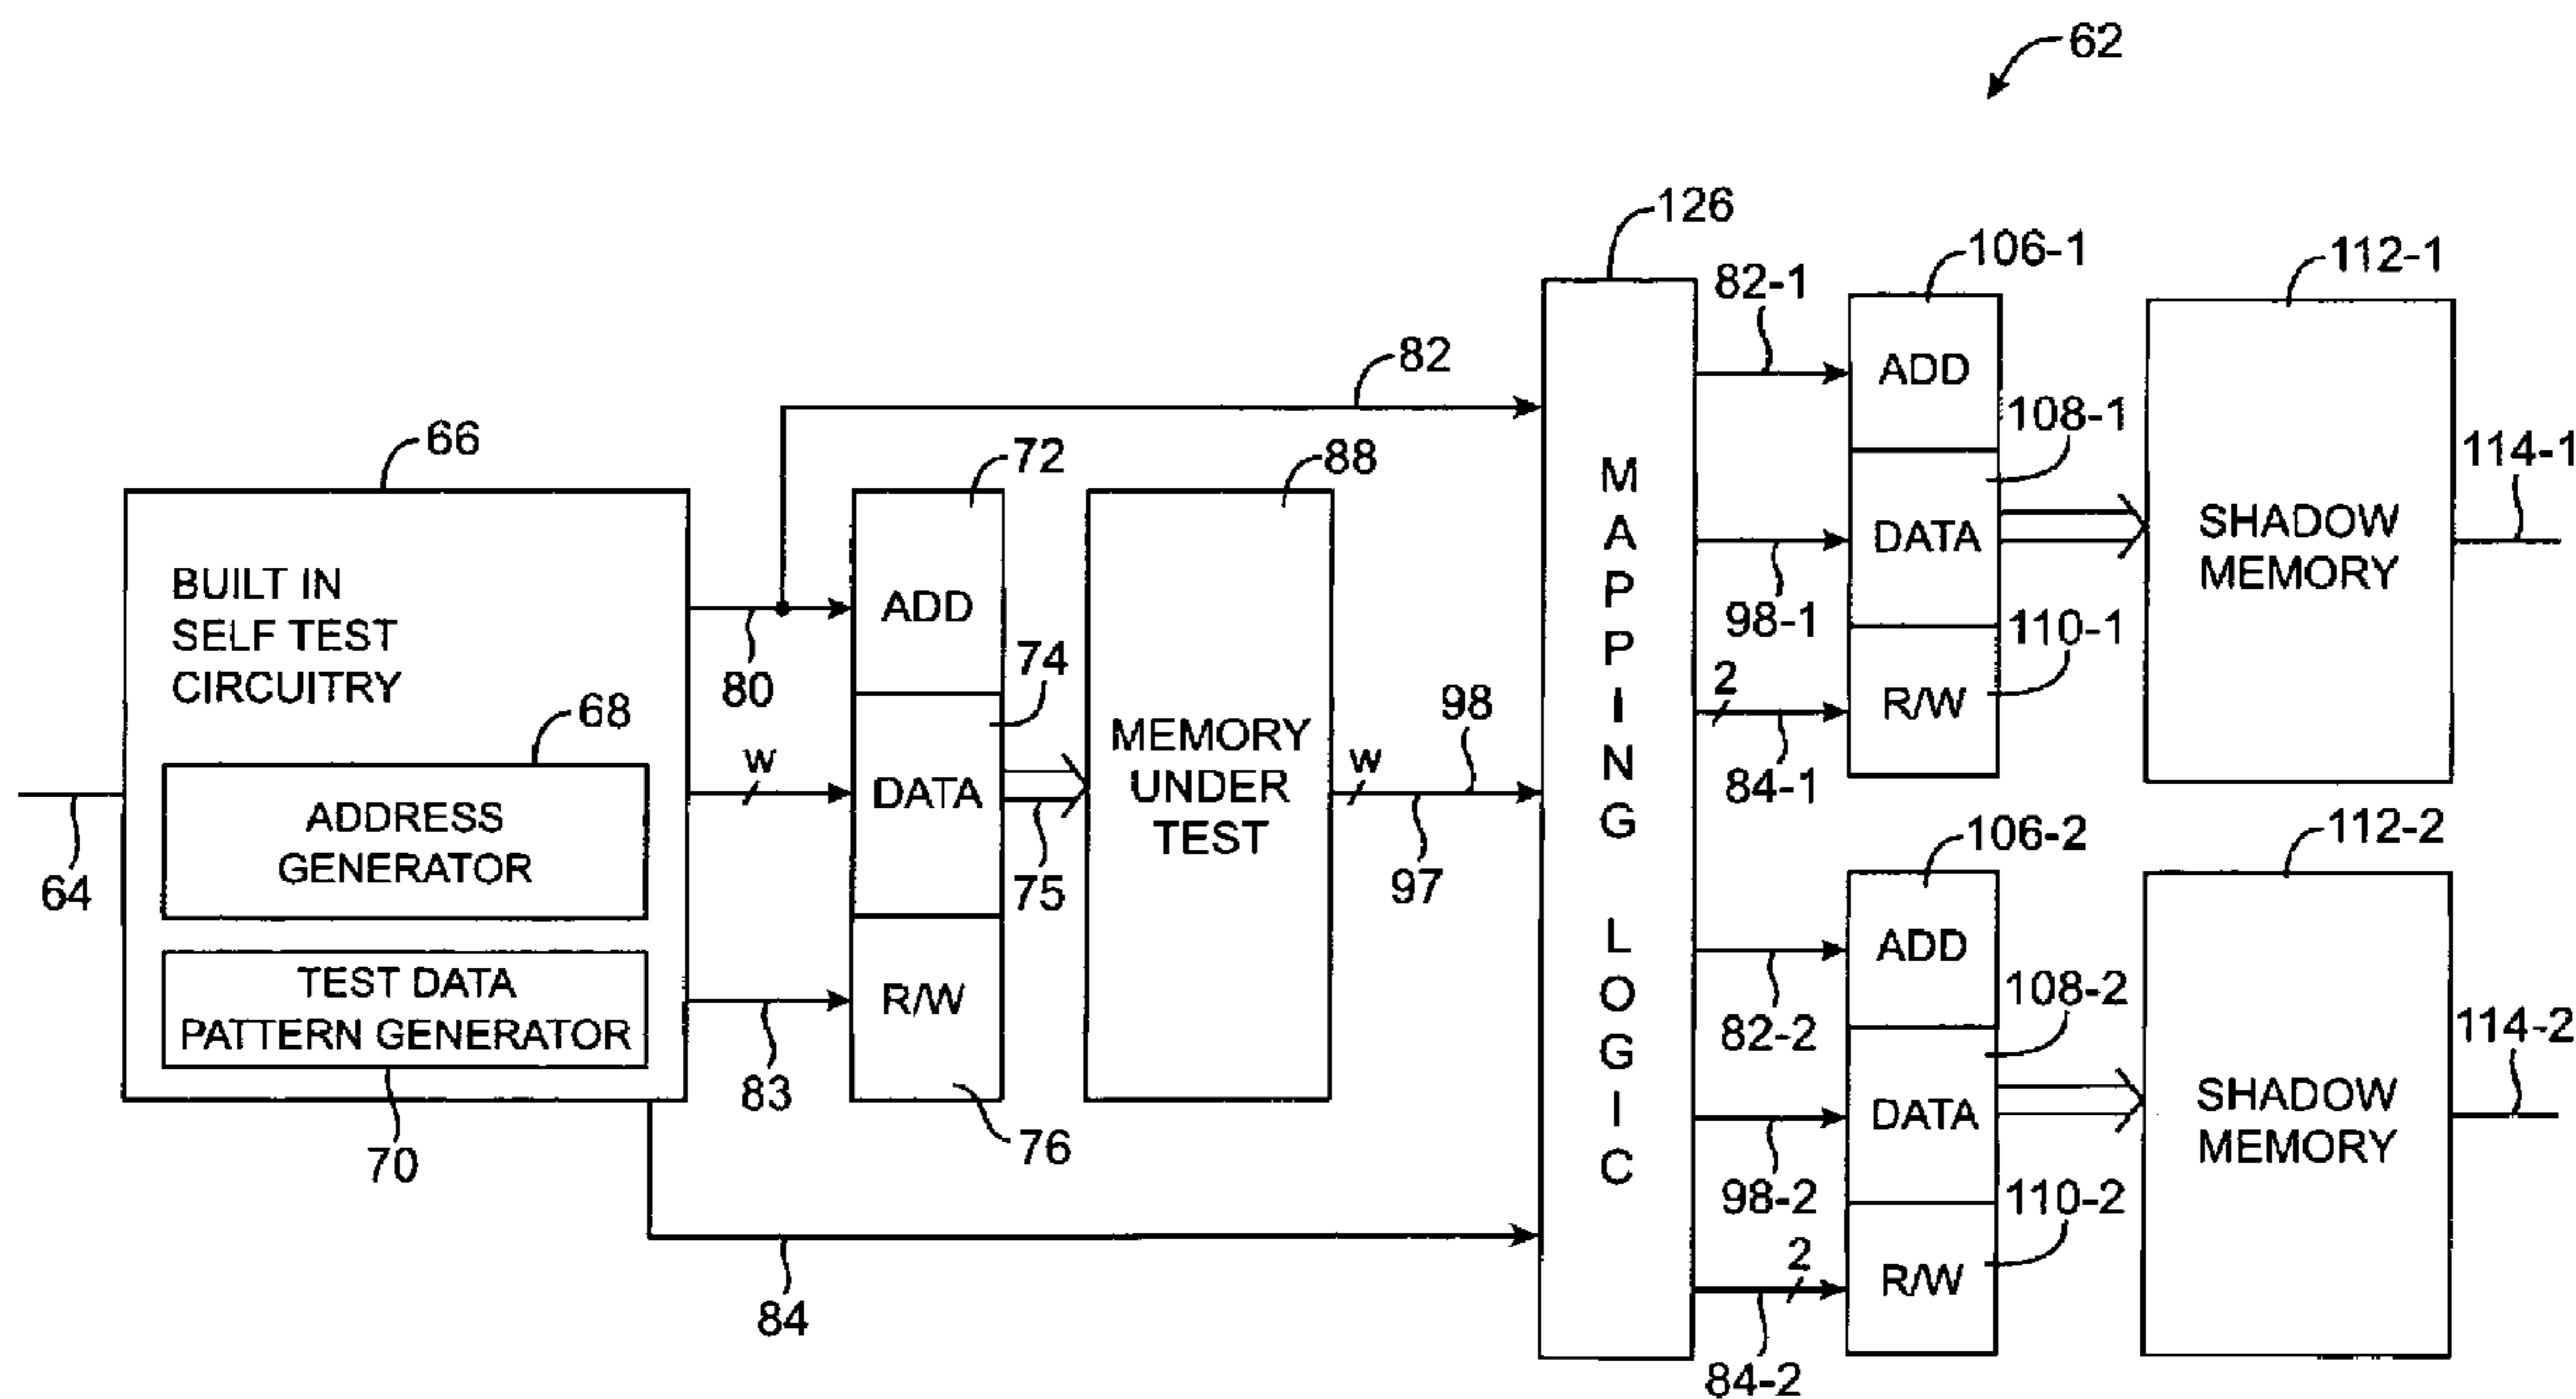 62
126
106-1
112-1
82-1
82
ADD
108-1
66
72
88
114-1
DATA
SHADOW
MEMORY
BUILT IN
SELF TEST
CIRCUITRY
80
ADD
98-1
110-1
74
2
R/W
84-1
68
w
DATA
MEMORY
UNDER
TEST
w
98
MAPPING LOGIC
ADDRESS
GENERATOR
64
75
97
106-2
112-2
ADD
82-2
108-2
TEST DATA
PATTERN GENERATOR
83
R/W
114-2
70
76
DATA
SHADOW
MEMORY
98-2
110-2
84
2
R/W
84-2